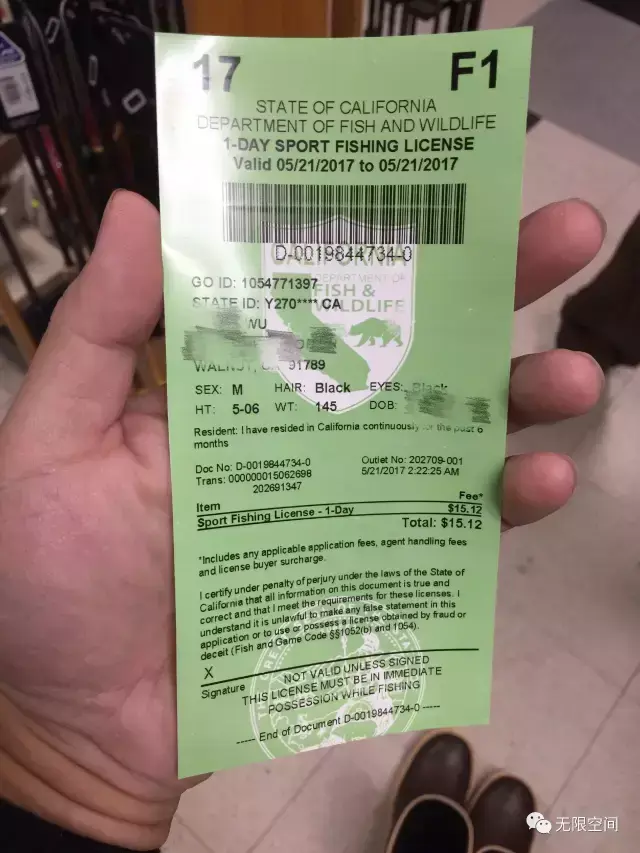 17 F1
STATE OF CALIFORNIA
DEPARTMENT OF FISH AND WILDLIFE
1-DAY SPORT FISHING LICENSE
Valid 05/21/2017 to 05/21/2017
D-0019844734-0
CALIFORNIA
DEPARTMENT OF
FISH &
WILDLIFE
GO ID: 1054771397
STATE ID: Y270**** CA
WU
WALNUT, CA 91789
SEX: M HAIR: Black EYES: Black
HT: 5-06 WT: 145 DOB:
Resident: I have resided in California continuously for the past 6
months
Doc No: D-0019844734-0 Outlet No: 202709-001
Trans: 000000015062698 5/21/2017 2:22:25 AM
202691347
Item Fee*
Sport Fishing License - 1-Day $15.12
Total: $15.12
*Includes any applicable application fees, agent handling fees
and license buyer surcharge.
I certify under penalty of perjury under the laws of the State of
California that all information on this document is true and
correct and that I meet the requirements for these licenses. I
understand it is unlawful to make any false statement in this
application or to use or possess a license obtained by fraud or
deceit (Fish and Game Code §§1052(b) and 1054).
X
Signature NOT VALID UNLESS SIGNED
THIS LICENSE MUST BE IN IMMEDIATE
POSSESSION WHILE FISHING
----- End of Document D-0019844734-0 -----
无限空间